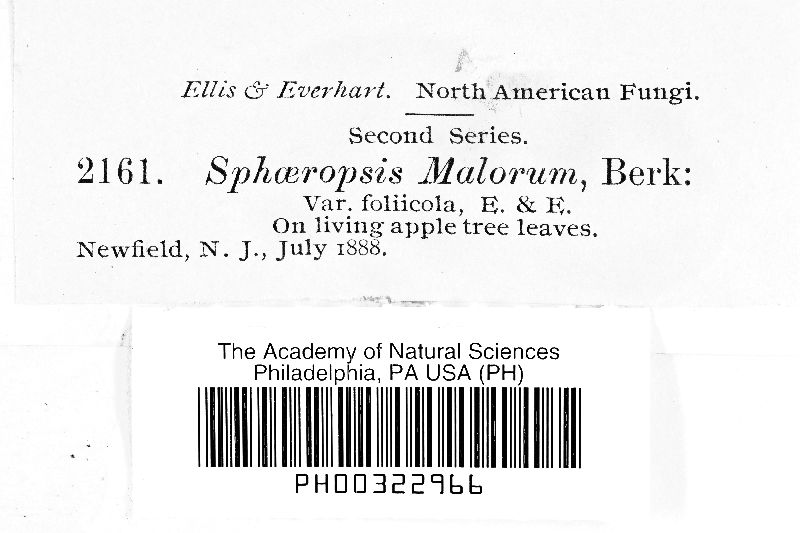 Ellis & Everhart. North American Fungi.
Second Series.
2161. Sphæropsis Malorum, Berk:
Var. foliicola, E. & E.
On living apple tree leaves.
Newfield, N. J., July 1888.
The Academy of Natural Sciences
Philadelphia, PA USA (PH)
PH00322966